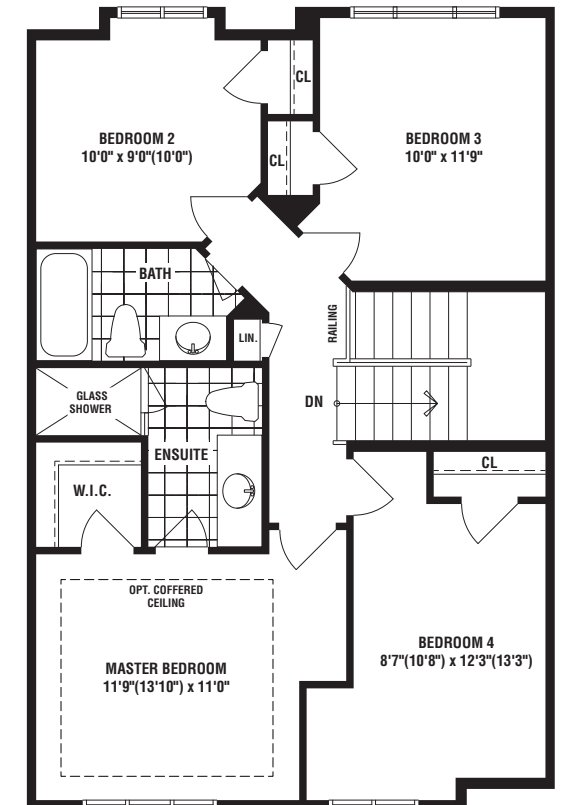 CL
BEDROOM 2
10'0" x 9'0"(10'0")
BEDROOM 3
10'0" x 11'9"
CL
BATH
RAILING
LIN.
GLASS
SHOWER
DN
ENSUITE
CL
W.I.C.
OPT. COFFERED
CEILING
BEDROOM 4
8'7"(10'8") x 12'3"(13'3")
MASTER BEDROOM
11'9"(13'10") x 11'0"